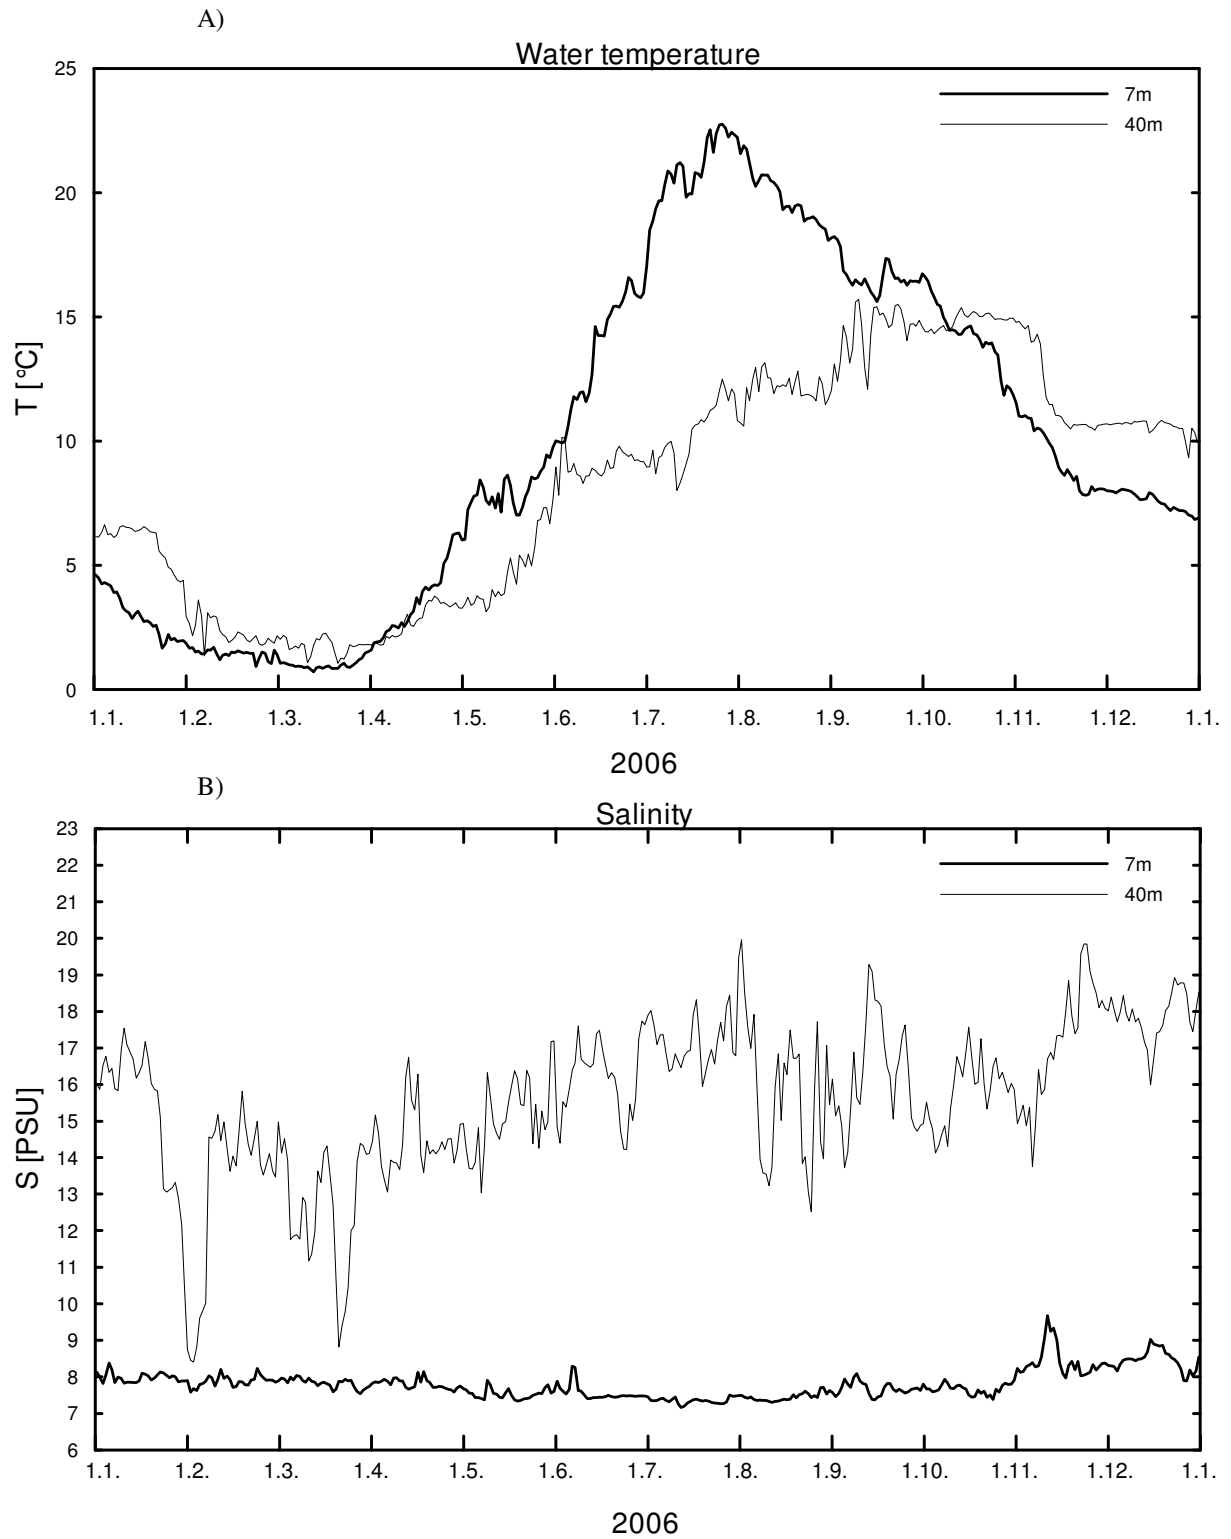 A)
Water temperature
25
20
15
10
5
0
T [°C]
7m
40m
1.1. 1.2. 1.3. 1.4. 1.5. 1.6. 1.7. 1.8. 1.9. 1.10. 1.11. 1.12. 1.1.
2006
B)
Salinity
23
22
21
20
19
18
17
16
15
14
13
12
11
10
9
8
7
6
S [PSU]
7m
40m
1.1. 1.2. 1.3. 1.4. 1.5. 1.6. 1.7. 1.8. 1.9. 1.10. 1.11. 1.12. 1.1.
2006